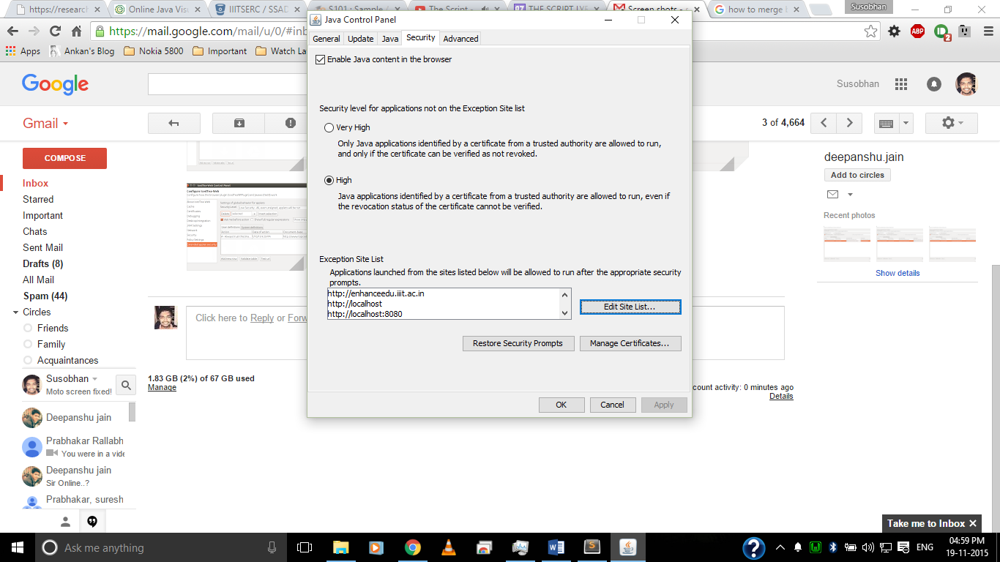 https://research
Online Java Visu
IIITSERC / SSAD
S101 : Sample
The Script -
THE SCRIPT LYR
Screen shots -
how to merge
Susobhan
Java Control Panel
https://mail.google.com/mail/u/0/#inb
ABP
2
Apps
Ankan's Blog
Nokia 5800
Important
Watch La
General
Update
Java
Security
Advanced
Enable Java content in the browser
Google
Susobhan
Security level for applications not on the Exception Site list
Very High
Only Java applications identified by a certificate from a trusted authority are allowed to run,
and only if the certificate can be verified as not revoked.
High
Java applications identified by a certificate from a trusted authority are allowed to run, even if
the revocation status of the certificate cannot be verified.
Exception Site List
Applications launched from the sites listed below will be allowed to run after the appropriate security
prompts.
http://enhanceedu.iiit.ac.in
http://localhost
http://localhost:8080
Edit Site List...
Restore Security Prompts
Manage Certificates...
OK
Cancel
Apply
Gmail
3 of 4,664
COMPOSE
Inbox
Starred
Important
Chats
Sent Mail
Drafts (8)
All Mail
Spam (44)
Circles
Friends
Family
Acquaintances
Susobhan
Moto screen fixed!
Deepanshu jain
Prabhakar Rallabh
You were in a vide
Deepanshu jain
Sir Online..?
Prabhakar, suresh
deepanshu.jain
Add to circles
Recent photos
Show details
Click here to Reply or Forw
1.83 GB (2%) of 67 GB used
Manage
count activity: 0 minutes ago
Details
Take me to Inbox
Ask me anything
ENG
04:59 PM
19-11-2015